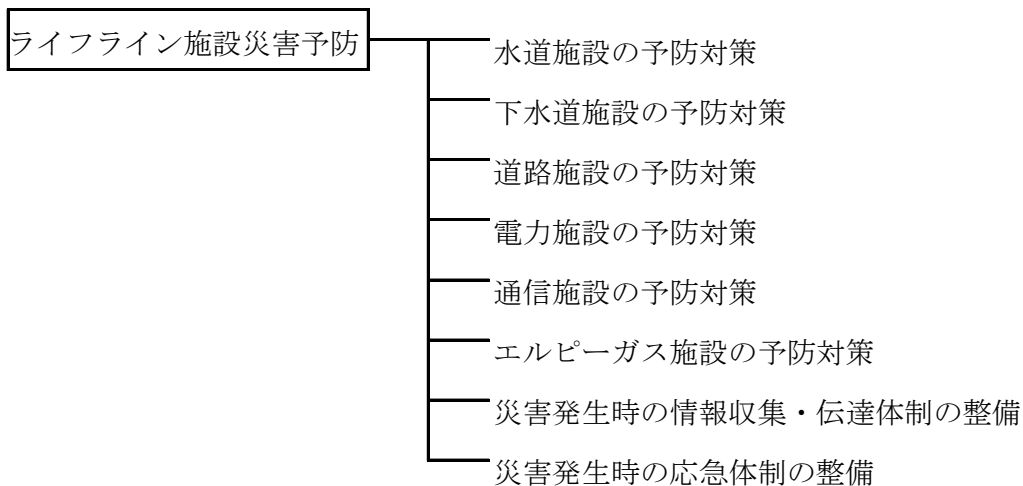 ライフライン施設災害予防
水道施設の予防対策
下水道施設の予防対策
道路施設の予防対策
電力施設の予防対策
通信施設の予防対策
エルピーガス施設の予防対策
災害発生時の情報収集・伝達体制の整備
災害発生時の応急体制の整備